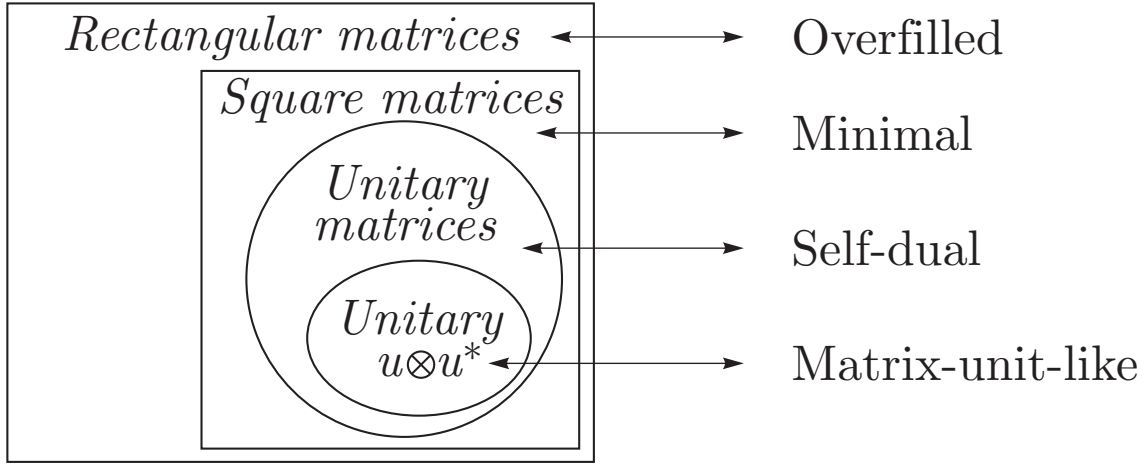 Rectangular matrices
Overfilled
Square matrices
Minimal
Unitary
matrices
Self-dual
Unitary
u⊗u*
Matrix-unit-like